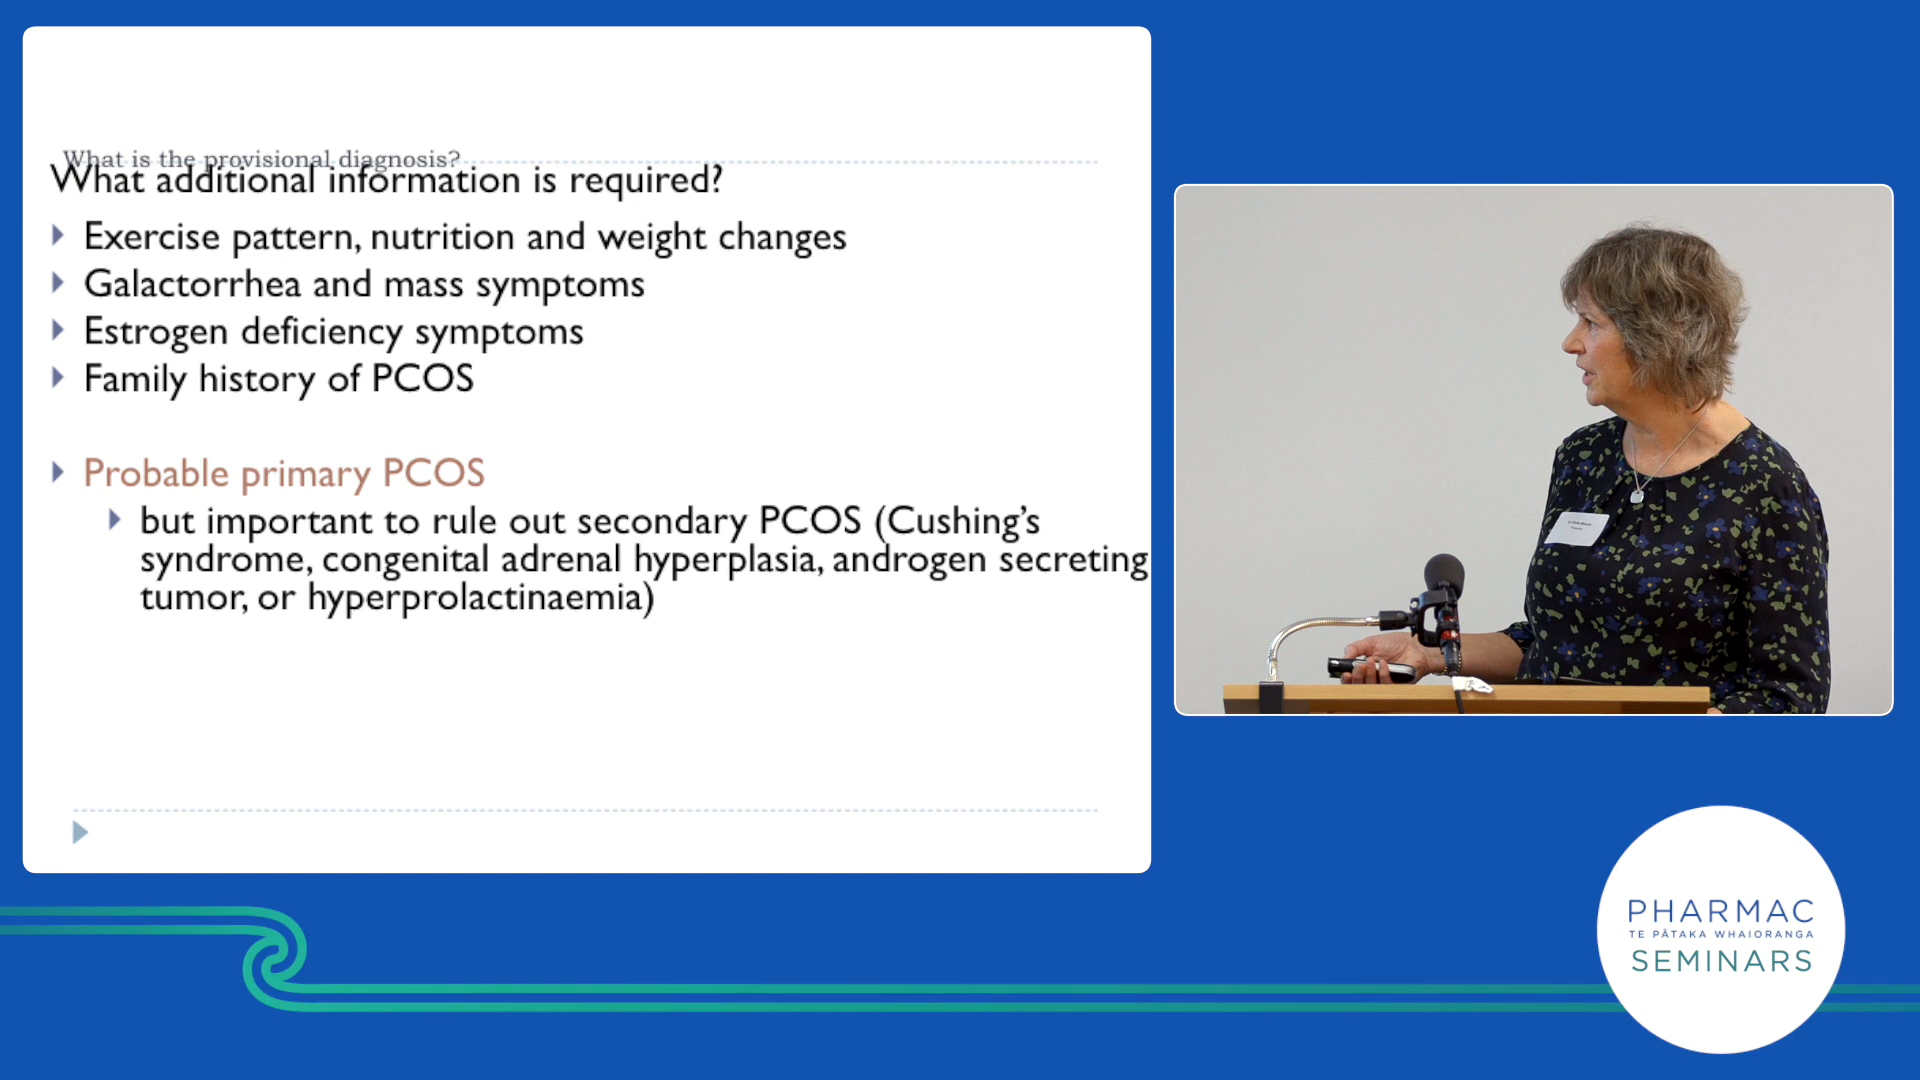 What is the provisional diagnosis?
What additional information is required?
Exercise pattern, nutrition and weight changes
Galactorrhea and mass symptoms
Estrogen deficiency symptoms
Family history of PCOS
Probable primary PCOS
but important to rule out secondary PCOS (Cushing's
syndrome, congenital adrenal hyperplasia, androgen secreting
tumor, or hyperprolactinaemia)
PHARMAC
TE PĀTAKA WHAIORANGA
SEMINARS